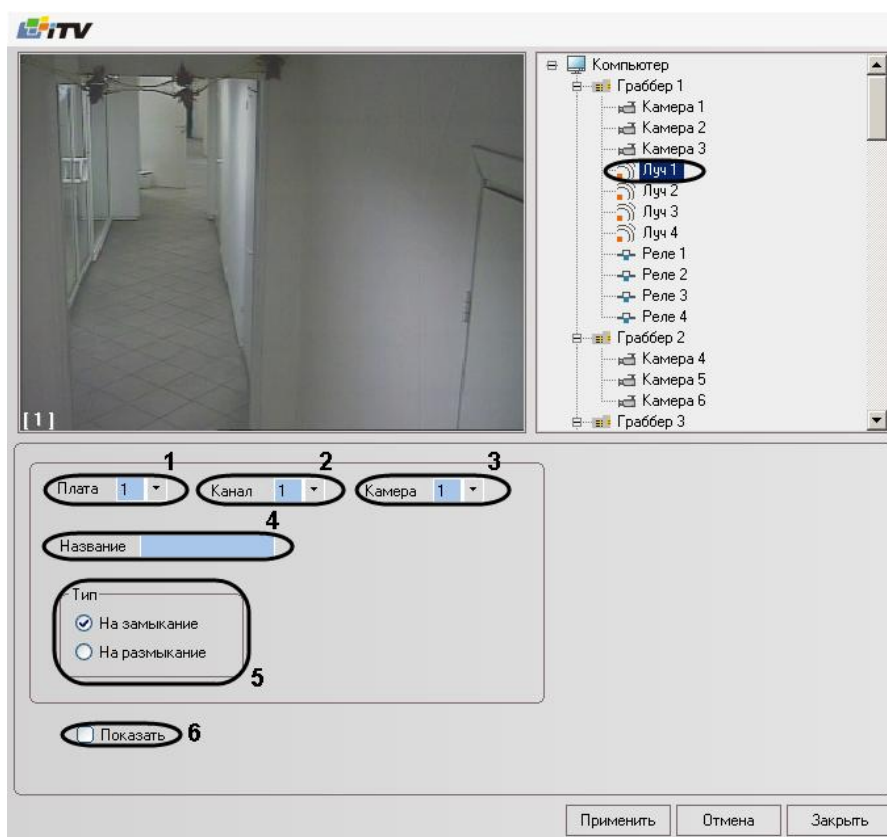 iTV
Компьютер
Граббер 1
Камера 1
Камера 2
Камера 3
Луч 1
Луч 2
Луч 3
Луч 4
Реле 1
Реле 2
Реле 3
Реле 4
Граббер 2
Камера 4
Камера 5
Камера 6
Граббер 3
[1]
1 2 3
Плата 1 Канал 1 Камера 1
4
Название
Тип
На замыкание
На размыкание
5
Показать 6
Применить Отмена Закрыть